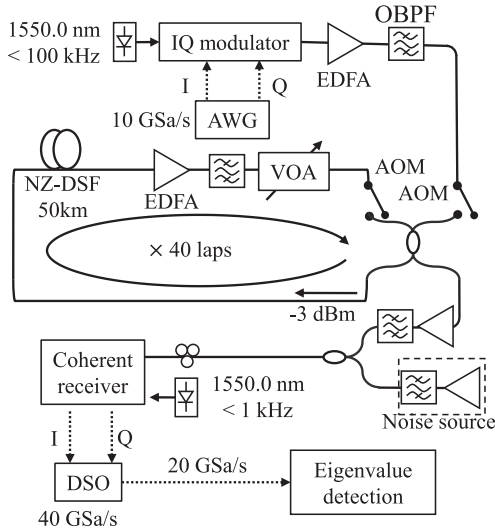 OBPF
1550.0 nm
< 100 kHz
IQ modulator
EDFA
I
Q
10 GSa/s
AWG
NZ-DSF
50km
EDFA
VOA
AOM
AOM
× 40 laps
-3 dBm
Coherent
receiver
1550.0 nm
< 1 kHz
Noise source
I
Q
20 GSa/s
DSO
40 GSa/s
Eigenvalue
detection